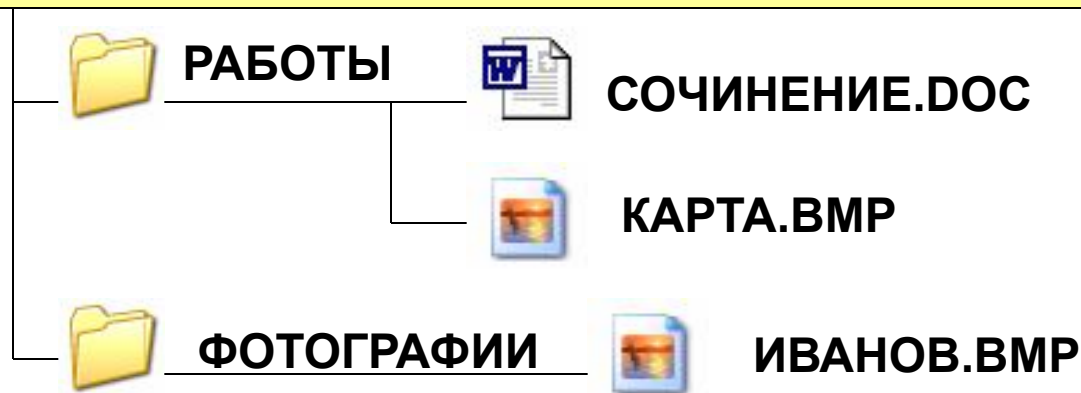 РАБОТЫ
СОЧИНЕНИЕ.DOC
КАРТА.BMP
ФОТОГРАФИИ
ИВАНОВ.BMP